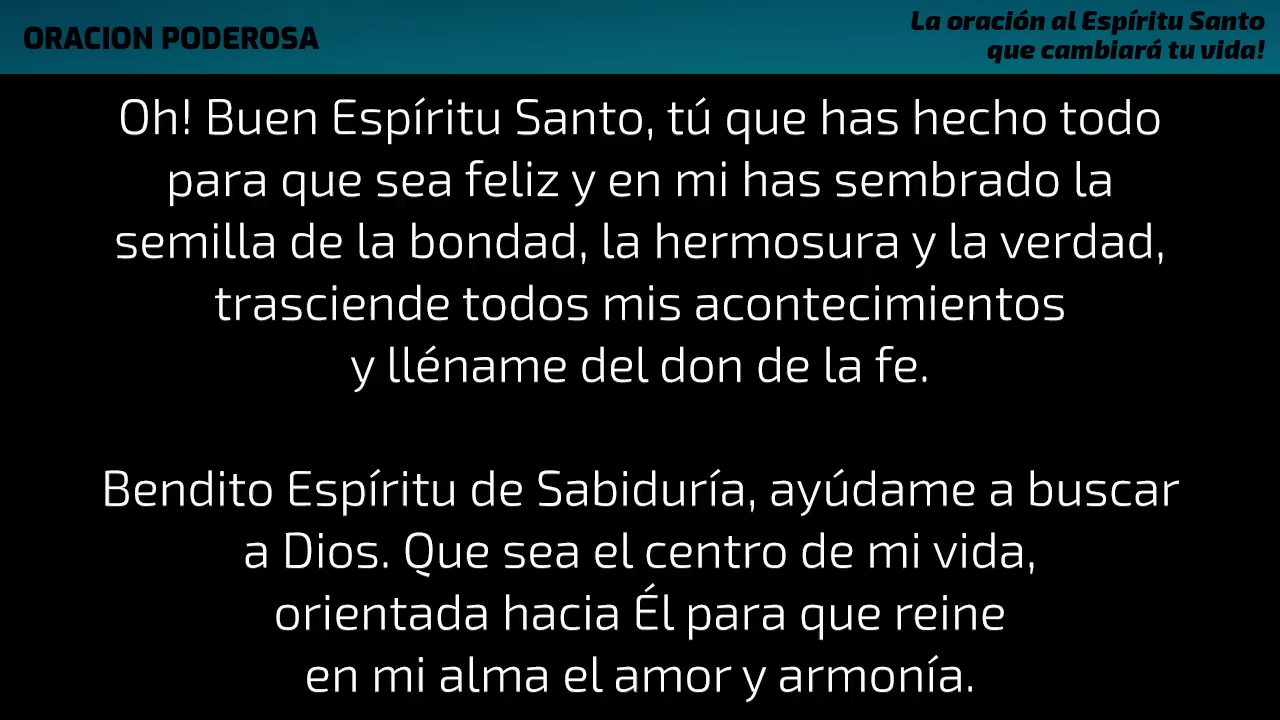 ORACION PODEROSA
La oración al Espíritu Santo
que cambiará tu vida!
Oh! Buen Espíritu Santo, tú que has hecho todo
para que sea feliz y en mi has sembrado la
semilla de la bondad, la hermosura y la verdad,
trasciende todos mis acontecimientos
y lléname del don de la fe.
Bendito Espíritu de Sabiduría, ayúdame a buscar
a Dios. Que sea el centro de mi vida,
orientada hacia Él para que reine
en mi alma el amor y armonía.